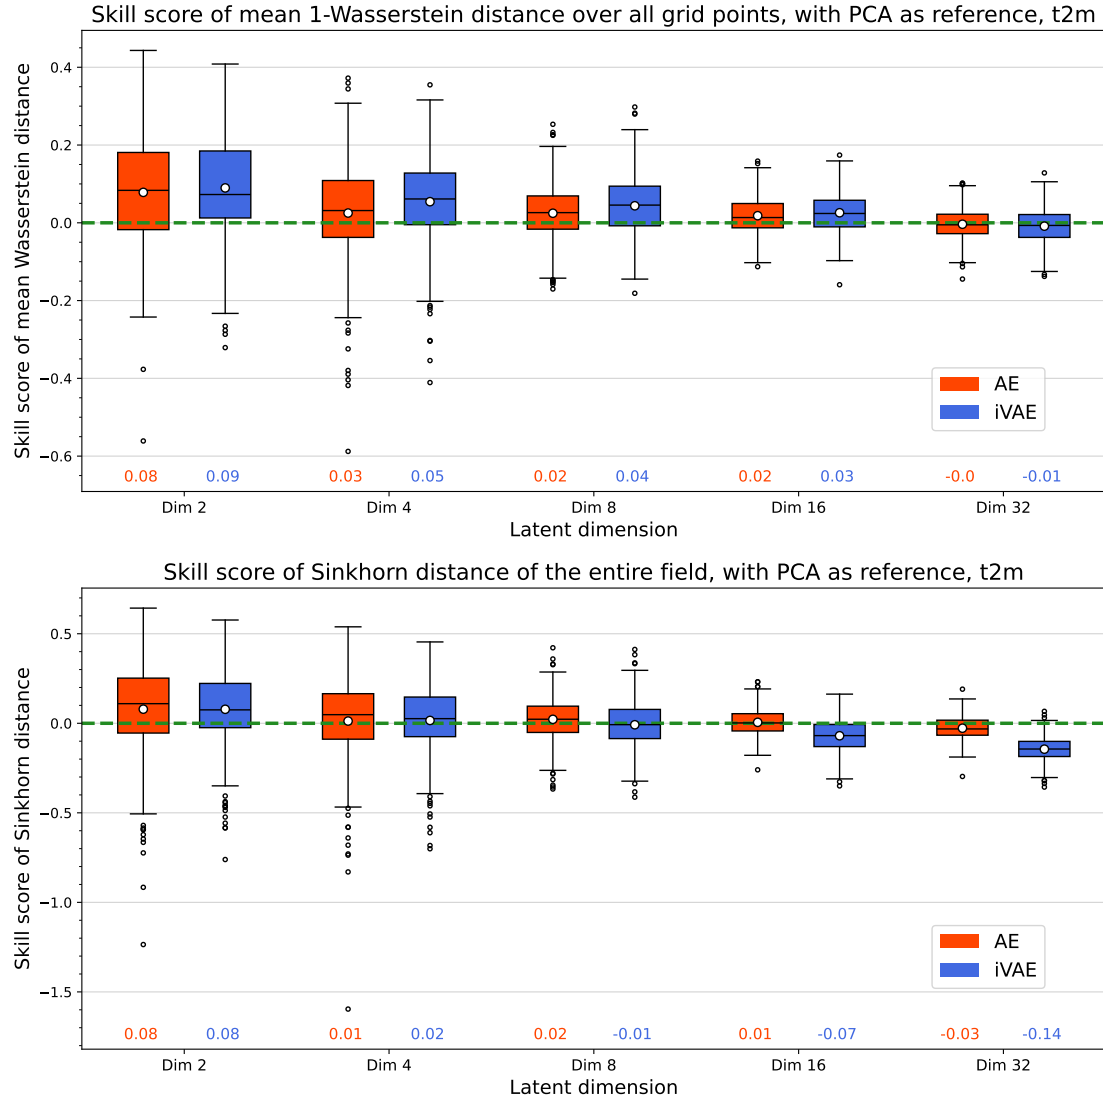 Skill score of mean 1-Wasserstein distance over all grid points, with PCA as reference, t2m
Skill score of mean Wasserstein distance
0.4
0.2
0.0
−0.2
−0.4
−0.6
AE
iVAE
0.08 0.09 0.03 0.05 0.02 0.04 0.02 0.03 -0.0 -0.01
Dim 2 Dim 4 Dim 8 Dim 16 Dim 32
Latent dimension
Skill score of Sinkhorn distance of the entire field, with PCA as reference, t2m
Skill score of Sinkhorn distance
0.5
0.0
−0.5
−1.0
−1.5
AE
iVAE
0.08 0.08 0.01 0.02 0.02 -0.01 0.01 -0.07 -0.03 -0.14
Dim 2 Dim 4 Dim 8 Dim 16 Dim 32
Latent dimension